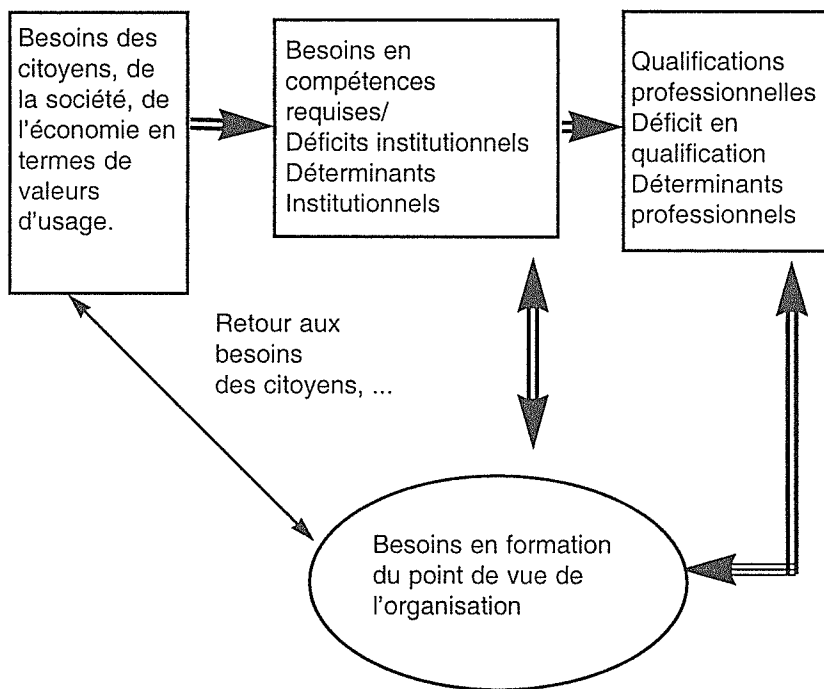 Besoins des
citoyens, de
la société, de
l'économie en
termes de
valeurs
d'usage.
Besoins en
compétences
requises/
Déficits institutionnels
Déterminants
Institutionnels
Qualifications
professionnelles
Déficit en
qualification
Déterminants
professionnels
Retour aux
besoins
des citoyens, ...
Besoins en formation
du point de vue de
l'organisation